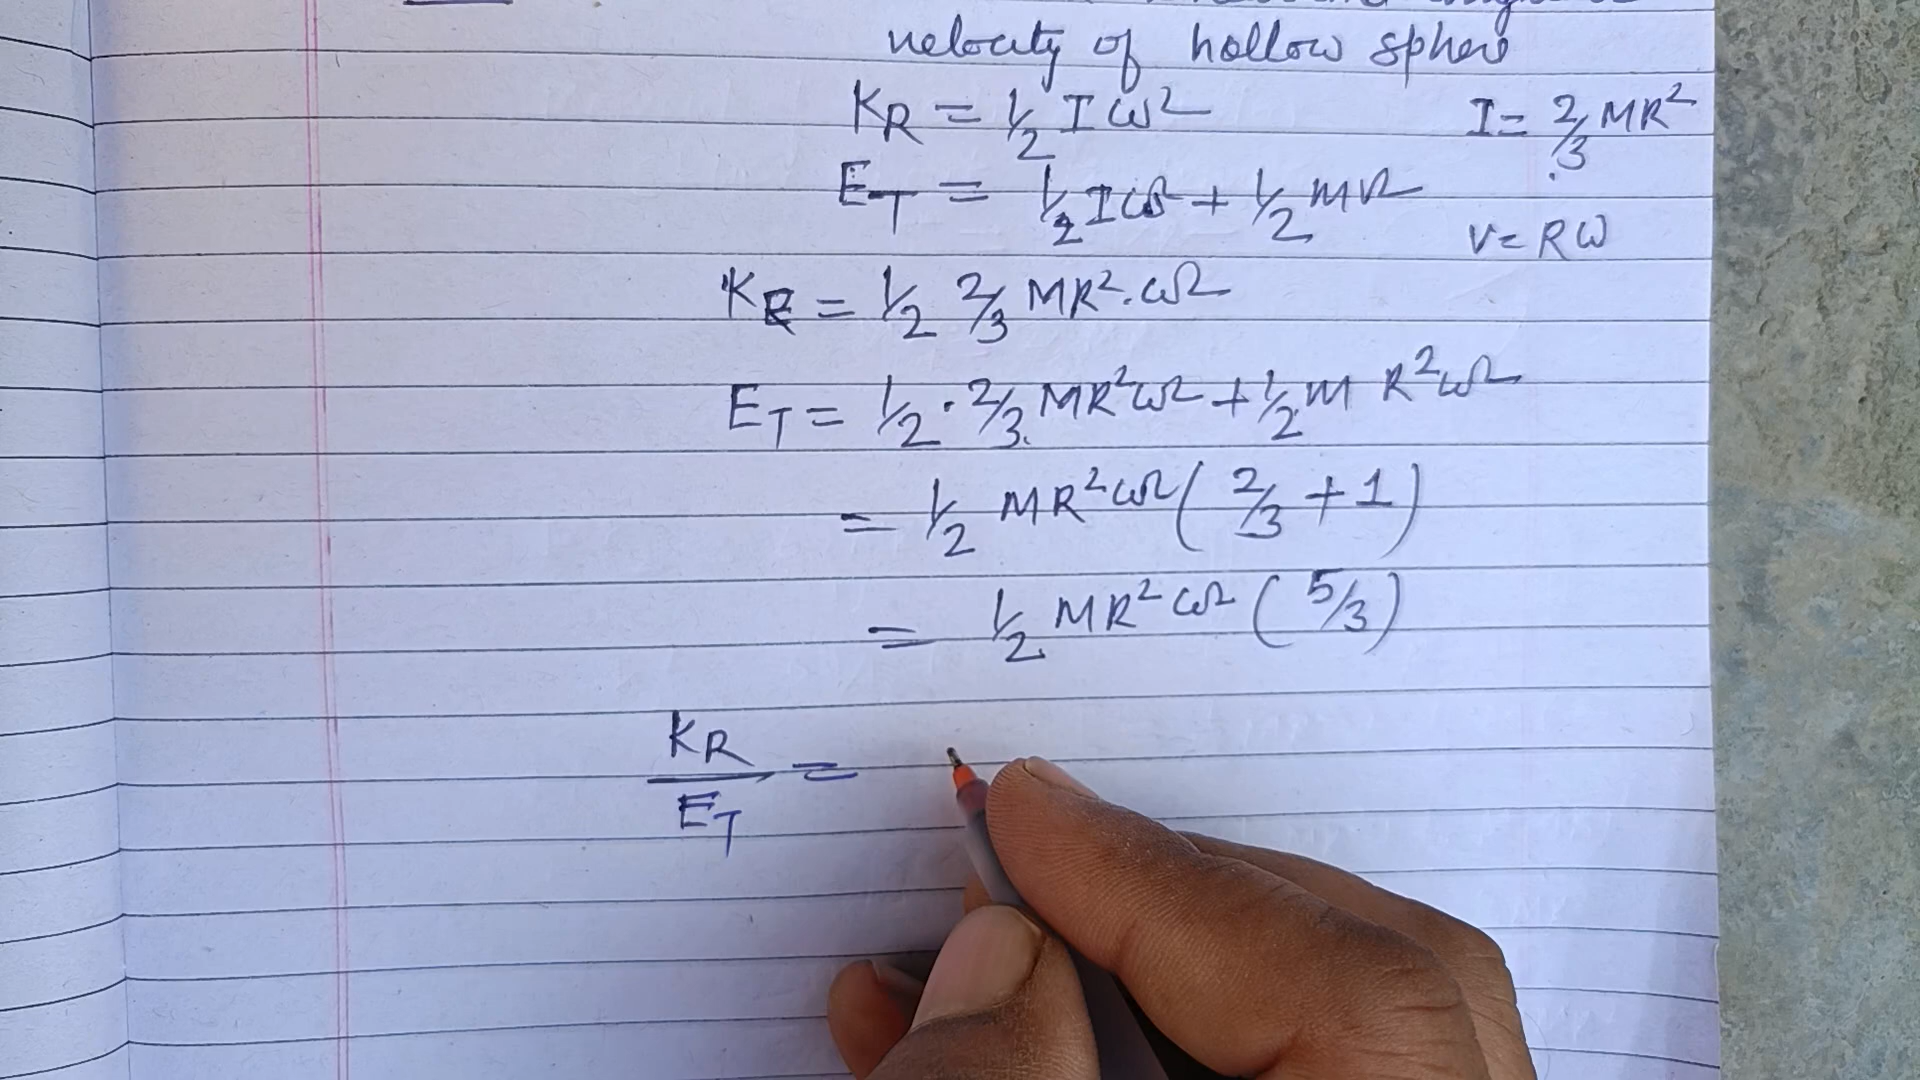 velocity of hollow sphere
KR = 1/2 I ω² I = 2/3 MR²
ET = 1/2 Iω² + 1/2 mv²
v = Rω
KR = 1/2 2/3 MR².ω²
ET = 1/2 · 2/3 MR²ω² + 1/2 m R²ω²
= 1/2 MR²ω² (2/3 + 1)
= 1/2 MR²ω² (5/3)
KR/ET =